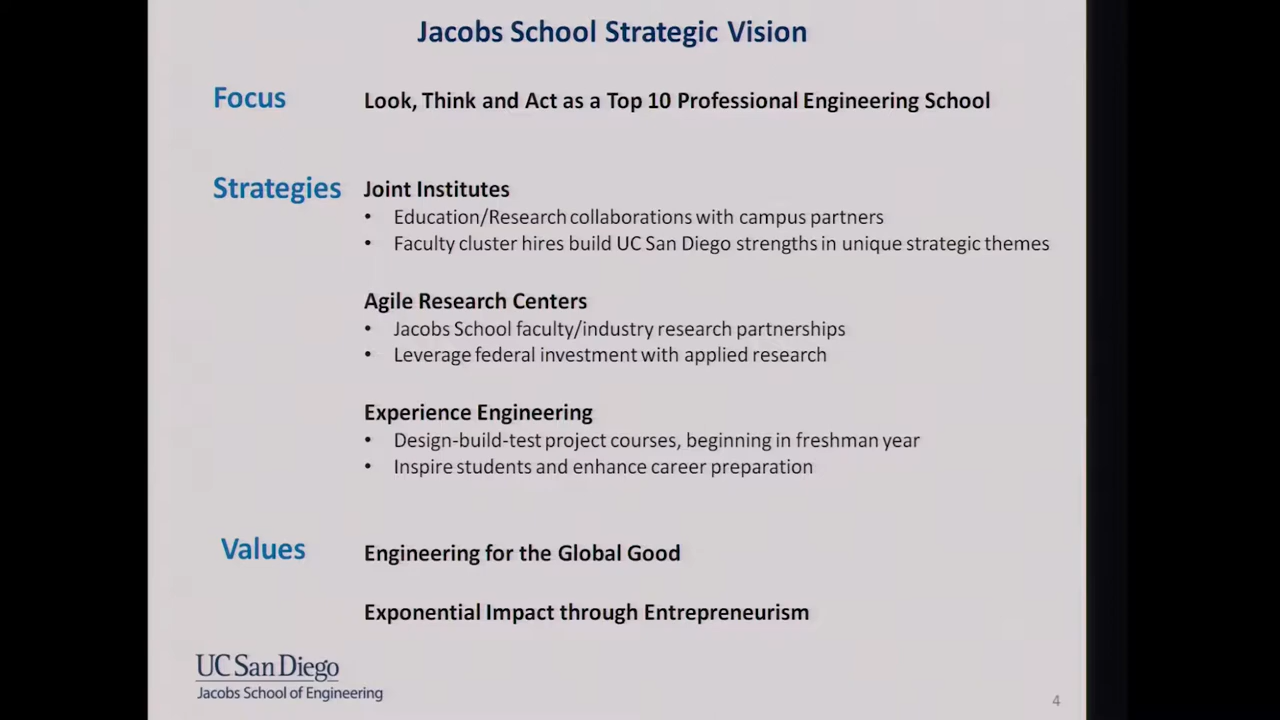 Jacobs School Strategic Vision
Focus
Look, Think and Act as a Top 10 Professional Engineering School
Strategies
Joint Institutes
• Education/Research collaborations with campus partners
• Faculty cluster hires build UC San Diego strengths in unique strategic themes
Agile Research Centers
• Jacobs School faculty/industry research partnerships
• Leverage federal investment with applied research
Experience Engineering
• Design-build-test project courses, beginning in freshman year
• Inspire students and enhance career preparation
Values
Engineering for the Global Good
Exponential Impact through Entrepreneurism
UC San Diego
Jacobs School of Engineering
4